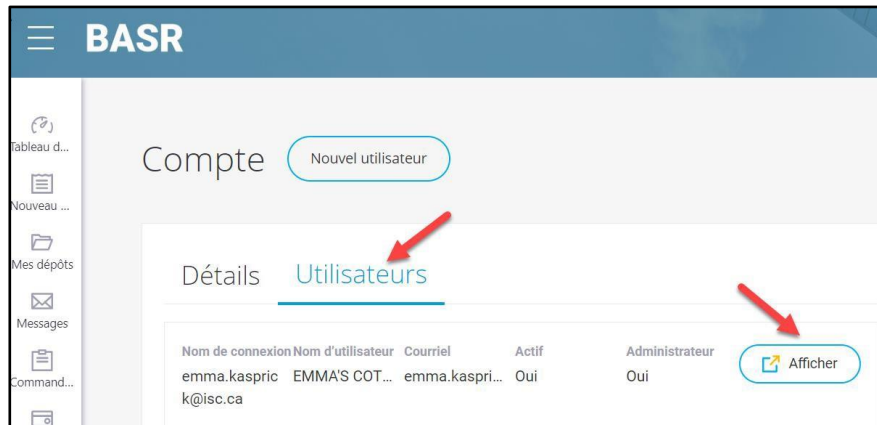 BASR
Tableau d...
Nouveau ...
Mes dépôts
Messages
Command...
Compte
Nouvel utilisateur
Détails Utilisateurs
Nom de connexion Nom d'utilisateur Courriel Actif Administrateur
emma.kaspric EMMA'S COT... emma.kaspri... Oui Oui Afficher
k@isc.ca